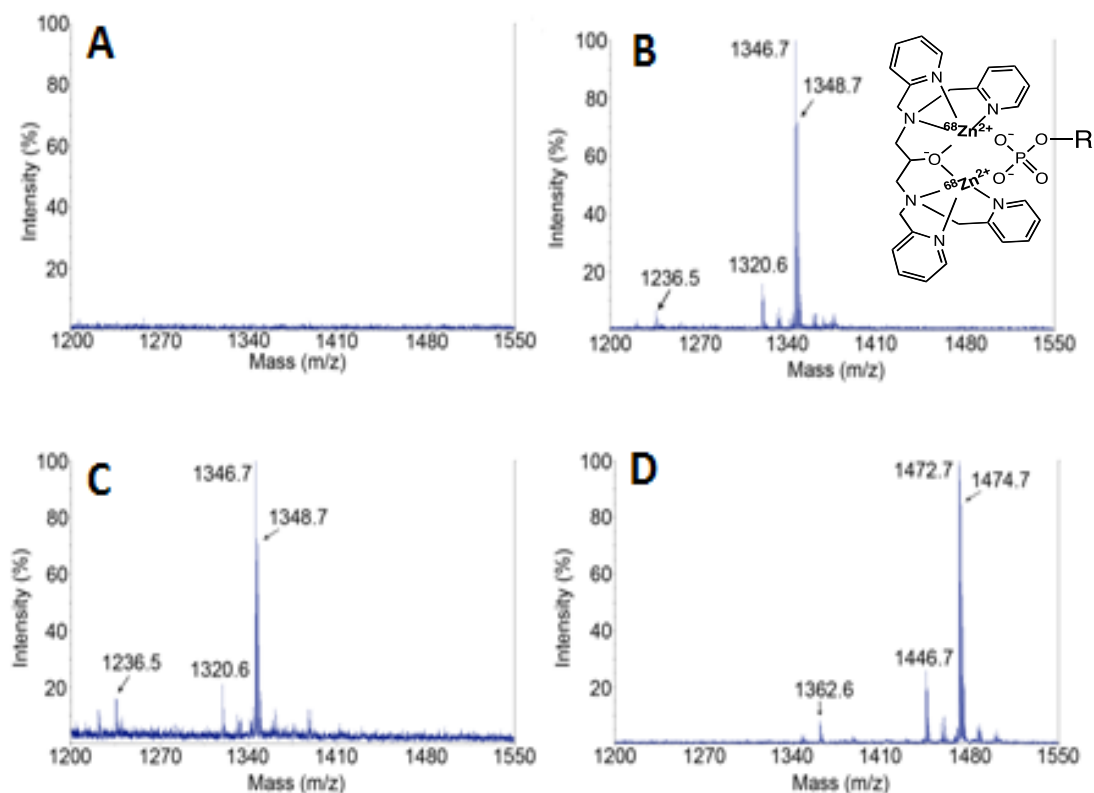 A
100
80
60
40
20
Intensity (%)
1200 1270 1340 1410 1480 1550
Mass (m/z)
B
100
80
60
40
20
Intensity (%)
1346.7
1348.7
1320.6
1236.5
1200 1270 1340 1410 1480 1550
Mass (m/z)
N
N
N
68Zn2+
O-
O-R
-O
P
O-
O
68Zn2+
N
N
N
C
100
80
60
40
20
Intensity (%)
1346.7
1348.7
1236.5
1320.6
1200 1270 1340 1410 1480 1550
Mass (m/z)
D
100
80
60
40
20
Intensity (%)
1472.7
1474.7
1446.7
1362.6
1200 1270 1340 1410 1480 1550
Mass (m/z)